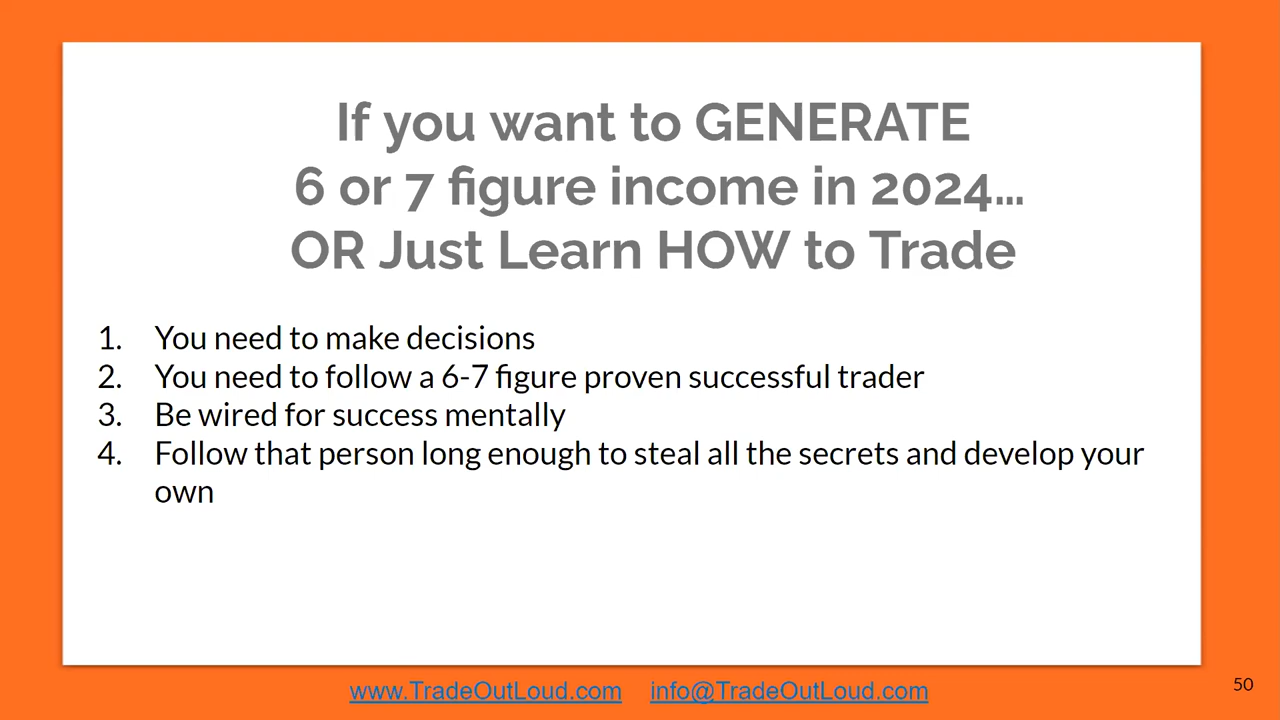 If you want to GENERATE
6 or 7 figure income in 2024...
OR Just Learn HOW to Trade
1. You need to make decisions
2. You need to follow a 6-7 figure proven successful trader
3. Be wired for success mentally
4. Follow that person long enough to steal all the secrets and develop your
own
www.TradeOutLoud.com info@TradeOutLoud.com
50